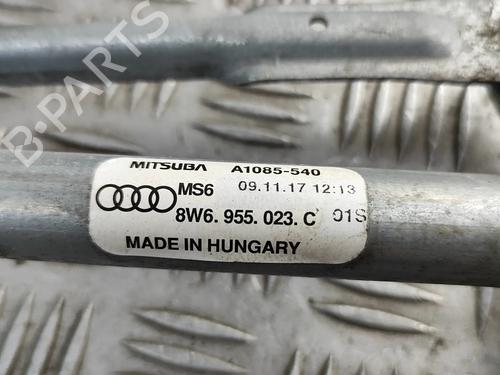 B-PARTS
MITSUBA A1085-540
MS6 09.11.17 12:13
8W6. 955. 023. C 01S
MADE IN HUNGARY